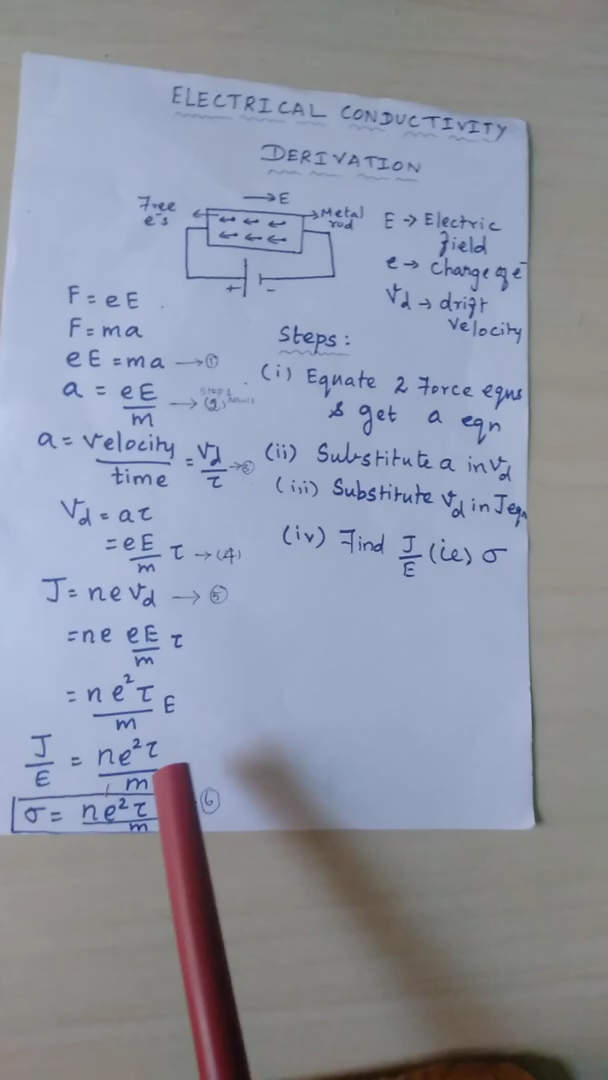 ELECTRICAL CONDUCTIVITY
DERIVATION
→E
Free
e⁻s
Metal
rod
+ -
E → Electric
field
e → Charge of e⁻
Vd → drift
velocity
F = eE
F = ma
eE = ma → ①
a = eE/m → (2)
a = velocity/time = Vd/τ → ③
Vd = aτ
= eE/m τ → (4)
J = neVd → ⑤
= ne eE/m τ
= ne²τ/m E
J/E = ne²τ/m
σ = ne²τ/m ⑥
Steps:
(i) Equate 2 Force eqns
& get a eqn
(ii) Substitute a in Vd
(iii) Substitute Vd in J eqn
(iv) Find J/E (ie) σ